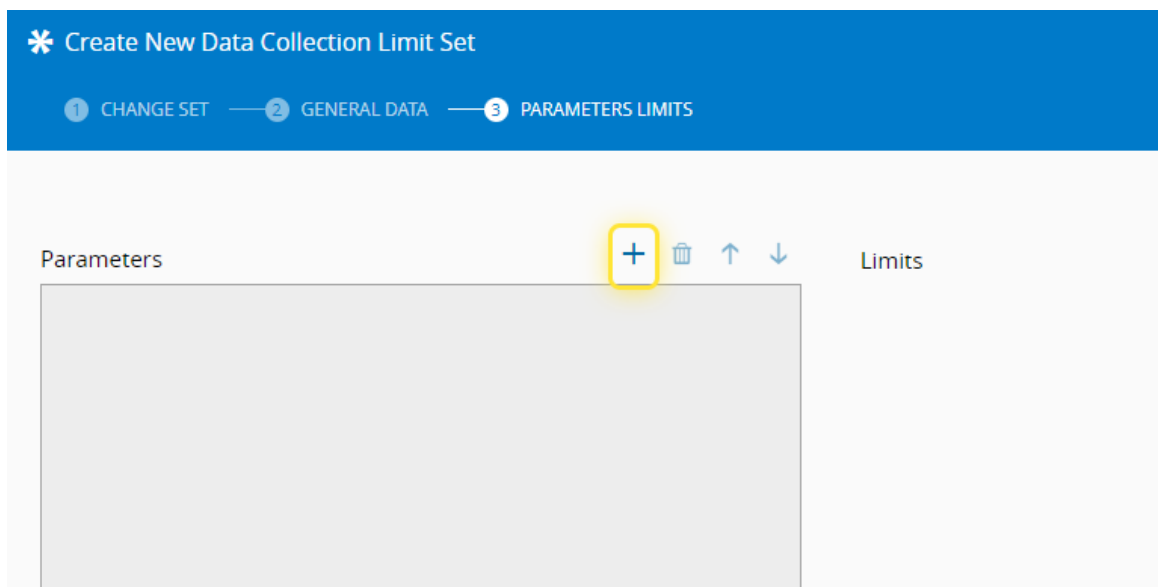 Create New Data Collection Limit Set
1 CHANGE SET 2 GENERAL DATA 3 PARAMETERS LIMITS
Parameters
Limits